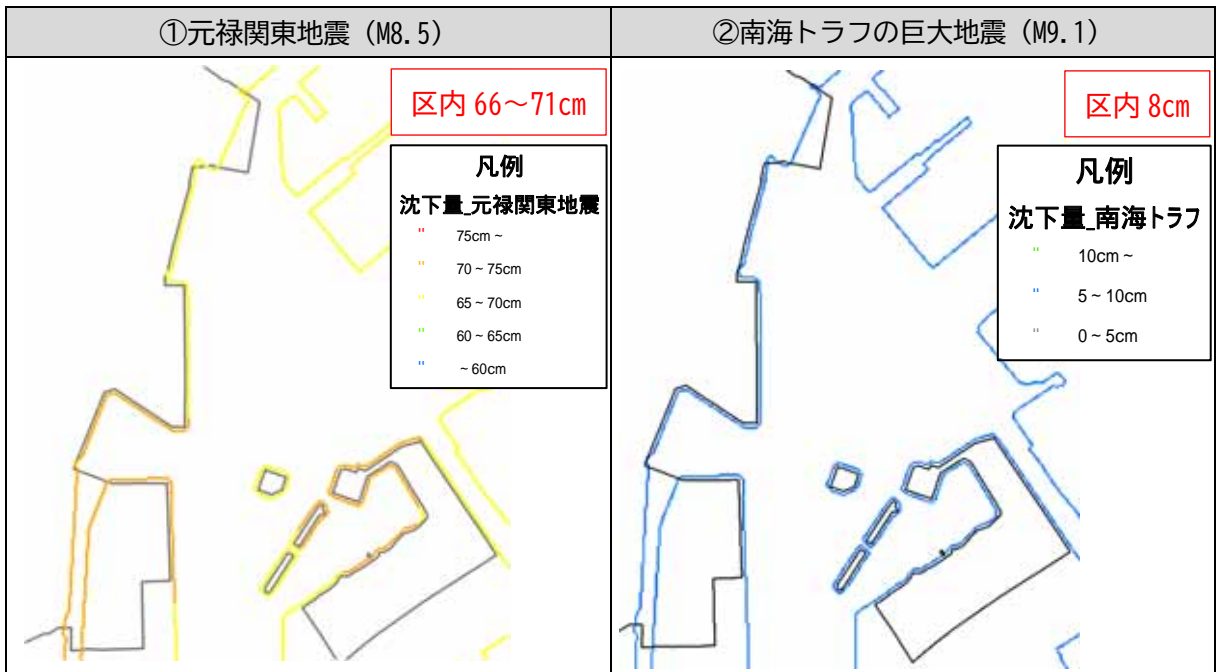 ①元禄関東地震（M8.5）
②南海トラフの巨大地震（M9.1）
区内 66～71cm
凡例
沈下量_元禄関東地震
" 75cm ~
" 70 ~ 75cm
" 65 ~ 70cm
" 60 ~ 65cm
" ~ 60cm
区内 8cm
凡例
沈下量_南海トラフ
" 10cm ~
" 5 ~ 10cm
" 0 ~ 5cm